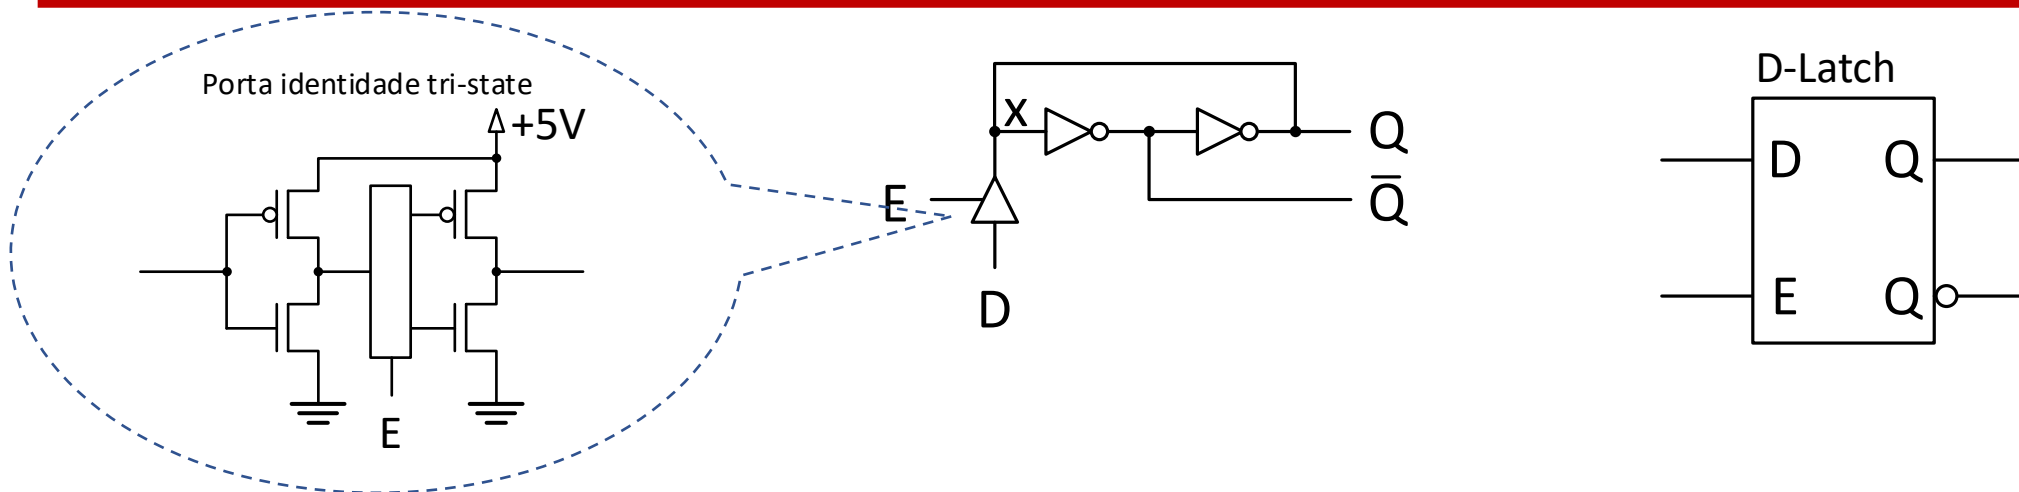 Porta identidade tri-state
+5V
E
X
Q
Q̅
E
D
D-Latch
D
Q
E
Q